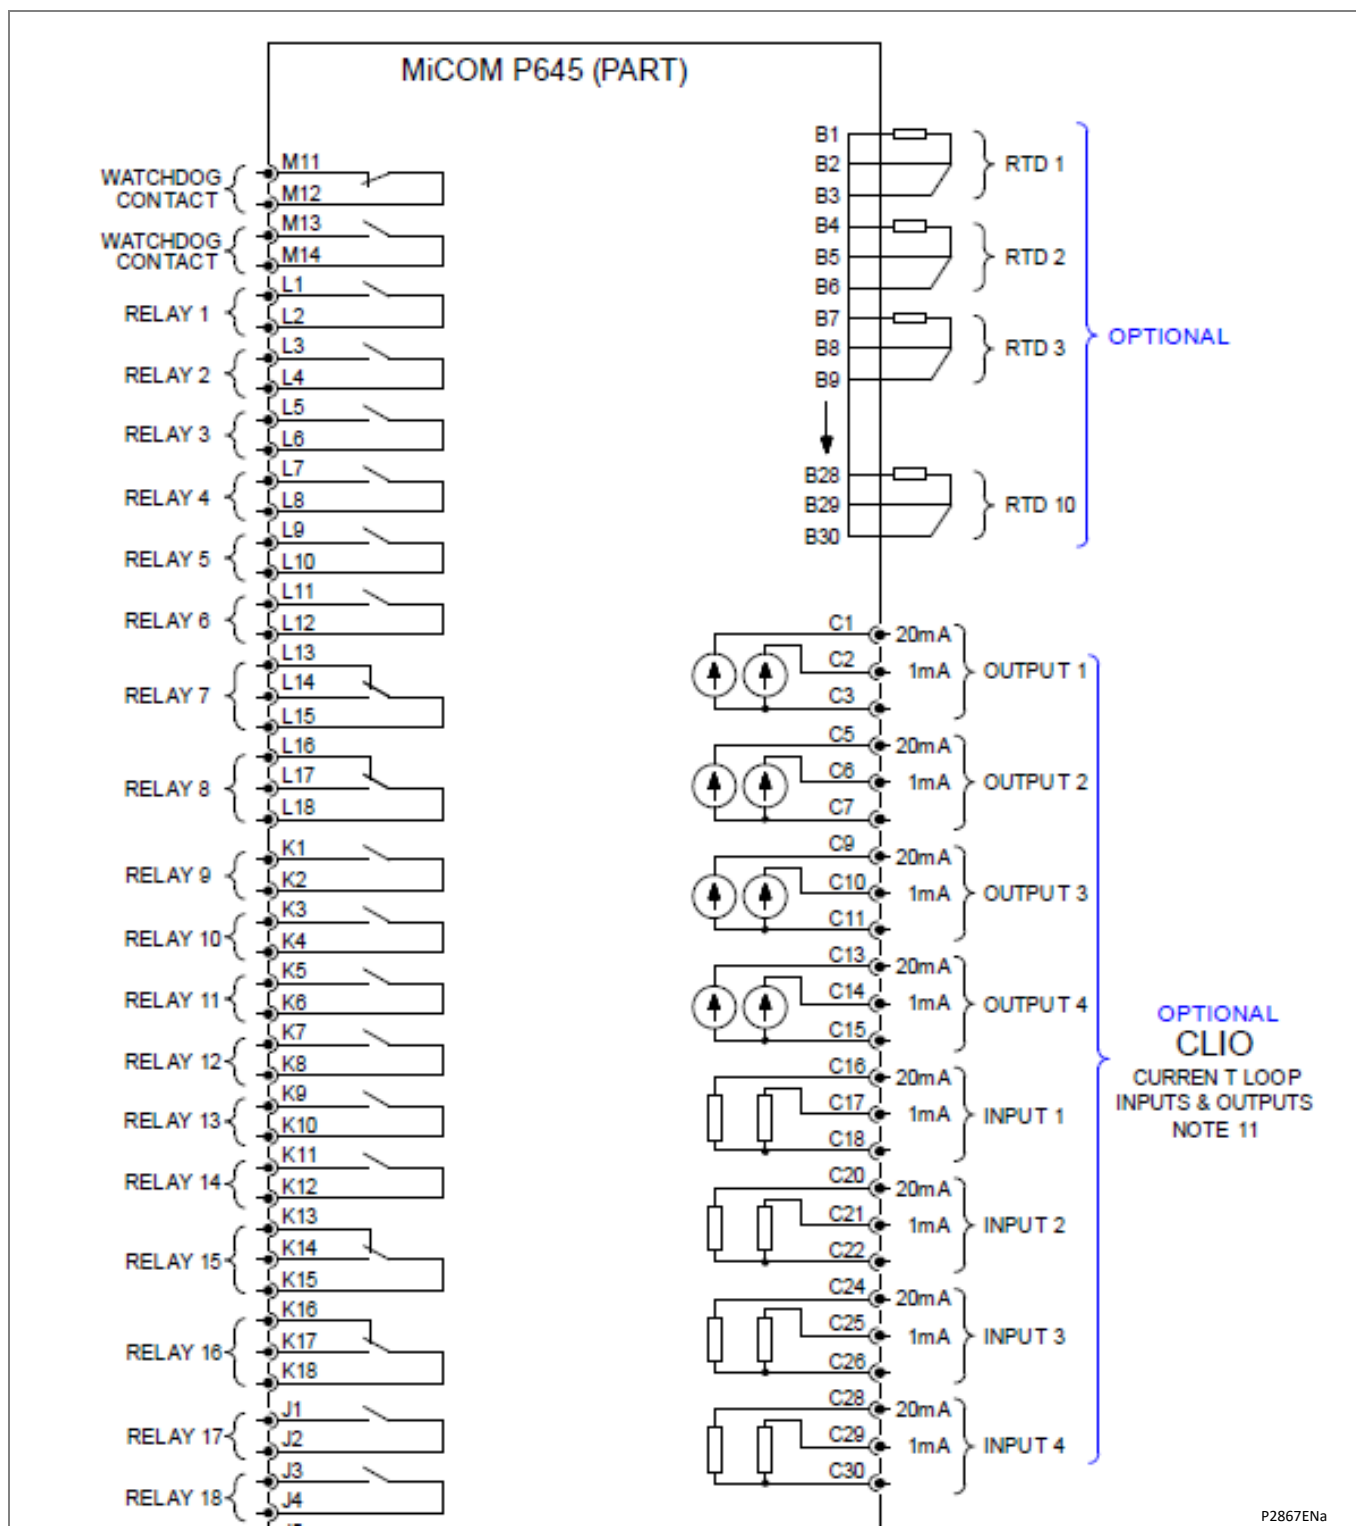 MiCOM P645 (PART)
WATCHDOG
CONTACT
M11
M12
WATCHDOG
CONTACT
M13
M14
RELAY 1
L1
L2
RELAY 2
L3
L4
RELAY 3
L5
L6
RELAY 4
L7
L8
RELAY 5
L9
L10
RELAY 6
L11
L12
RELAY 7
L13
L14
L15
RELAY 8
L16
L17
L18
RELAY 9
K1
K2
RELAY 10
K3
K4
RELAY 11
K5
K6
RELAY 12
K7
K8
RELAY 13
K9
K10
RELAY 14
K11
K12
RELAY 15
K13
K14
K15
RELAY 16
K16
K17
K18
RELAY 17
J1
J2
RELAY 18
J3
J4
B1
B2
B3
RTD 1
B4
B5
B6
RTD 2
B7
B8
B9
RTD 3
B28
B29
B30
RTD 10
OPTIONAL
C1 20mA
C2 1mA
C3
OUTPUT 1
C5 20mA
C6 1mA
C7
OUTPUT 2
C9 20mA
C10 1mA
C11
OUTPUT 3
C13 20mA
C14 1mA
C15
OUTPUT 4
C16 20mA
C17 1mA
C18
INPUT 1
C20 20mA
C21 1mA
C22
INPUT 2
C24 20mA
C25 1mA
C26
INPUT 3
C28 20mA
C29 1mA
C30
INPUT 4
OPTIONAL
CLIO
CURREN T LOOP
INPUTS & OUTPUTS
NOTE 11
P2867ENa